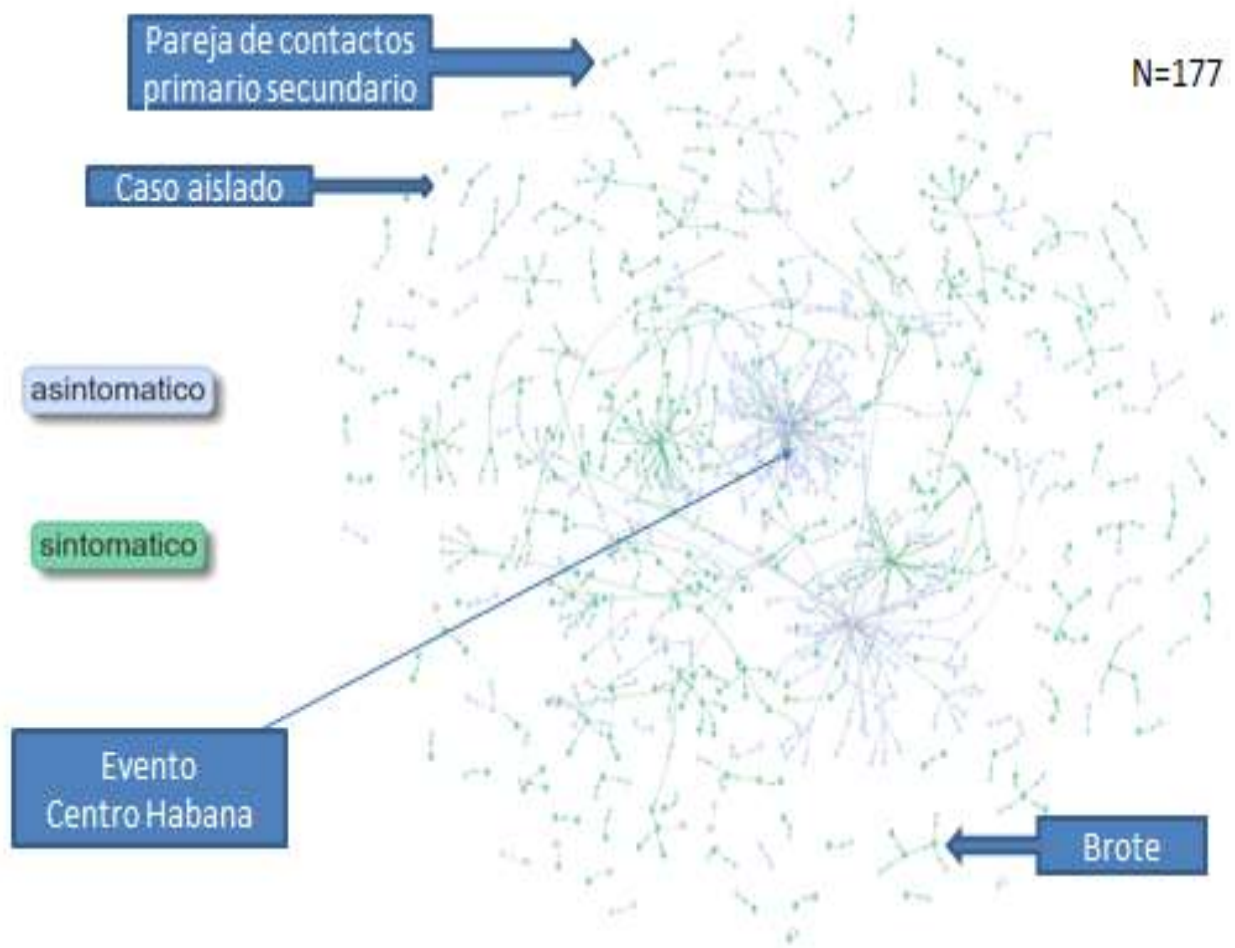 Pareja de contactos
primario secundario
N=177
Caso aislado
asintomatico
sintomatico
Evento
Centro Habana
Brote